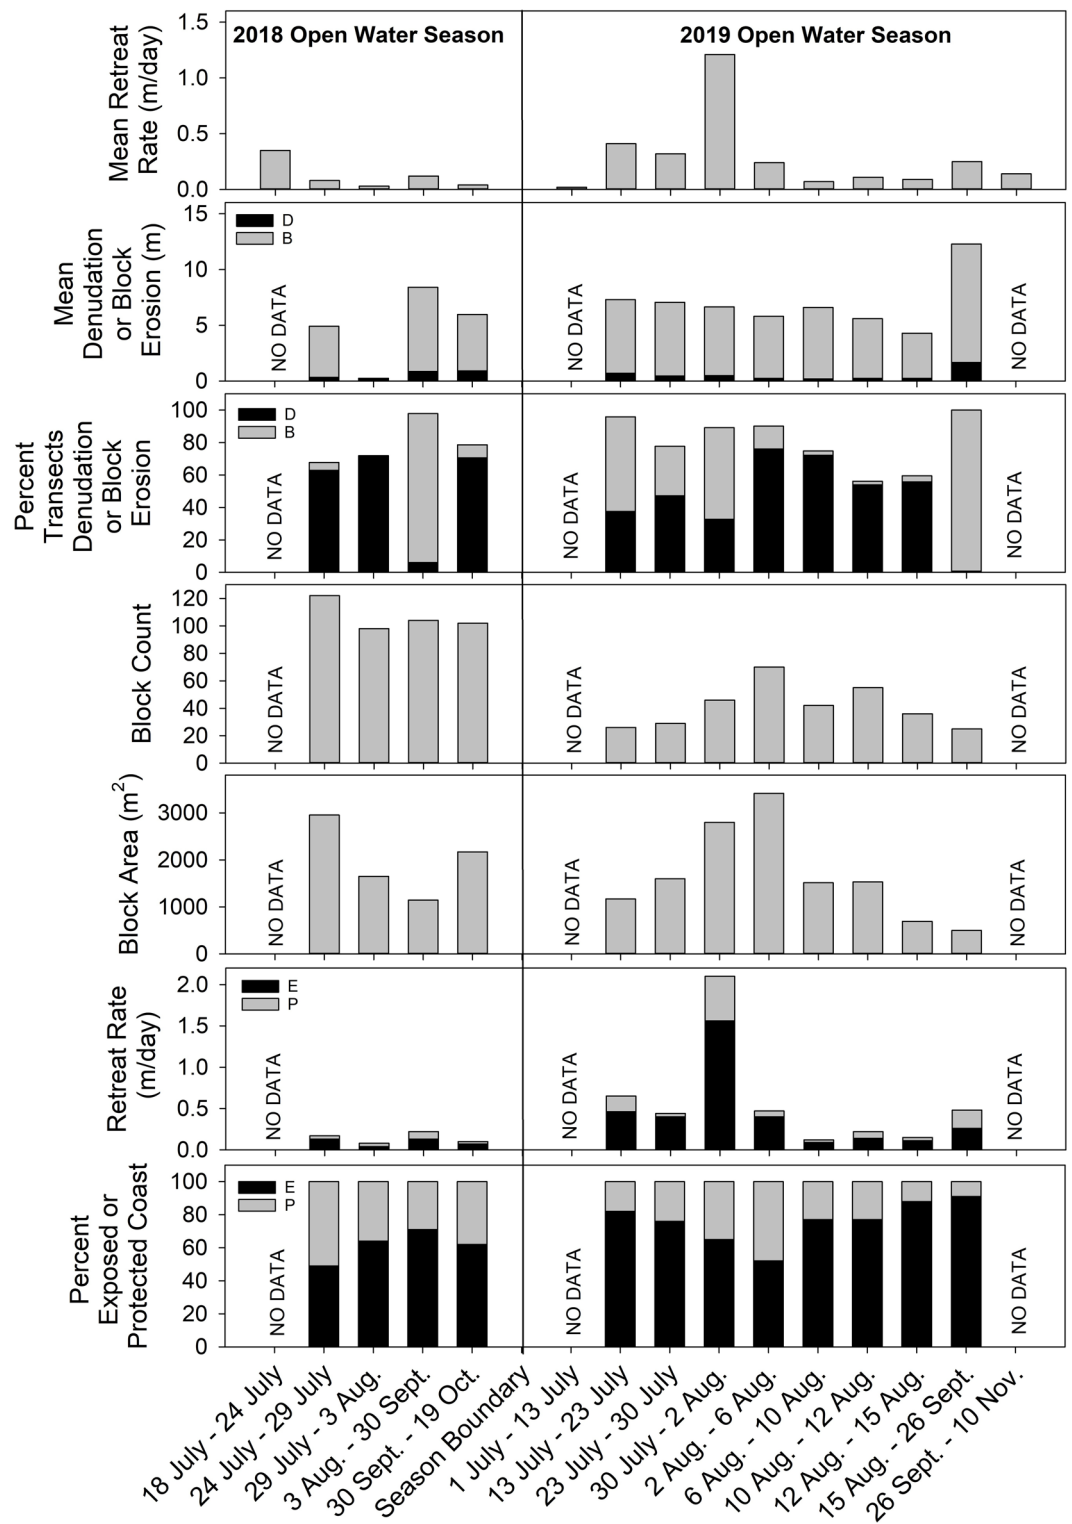 2018 Open Water Season
2019 Open Water Season
Mean Retreat
Rate (m/day)
1.5
1.0
0.5
0.0
Mean
Denudation
or Block
Erosion (m)
15
10
5
0
D
B
NO DATA
NO DATA
NO DATA
Percent
Transects
Denudation
or Block
Erosion
100
80
60
40
20
0
D
B
NO DATA
NO DATA
NO DATA
Block Count
120
100
80
60
40
20
0
NO DATA
NO DATA
NO DATA
Block Area (m²)
3000
2000
1000
0
NO DATA
NO DATA
NO DATA
Retreat Rate
(m/day)
2.0
1.5
1.0
0.5
0.0
E
P
NO DATA
NO DATA
NO DATA
Percent
Exposed or
Protected Coast
100
80
60
40
20
0
E
P
NO DATA
NO DATA
NO DATA
18 July - 24 July
24 July - 29 July
29 July - 3 Aug.
3 Aug. - 30 Sept.
30 Sept. - 19 Oct.
Season Boundary
1 July - 13 July
13 July - 23 July
23 July - 30 July
30 July - 2 Aug.
2 Aug. - 6 Aug.
6 Aug. - 10 Aug.
10 Aug. - 12 Aug.
12 Aug. - 15 Aug.
15 Aug. - 26 Sept.
26 Sept. - 10 Nov.